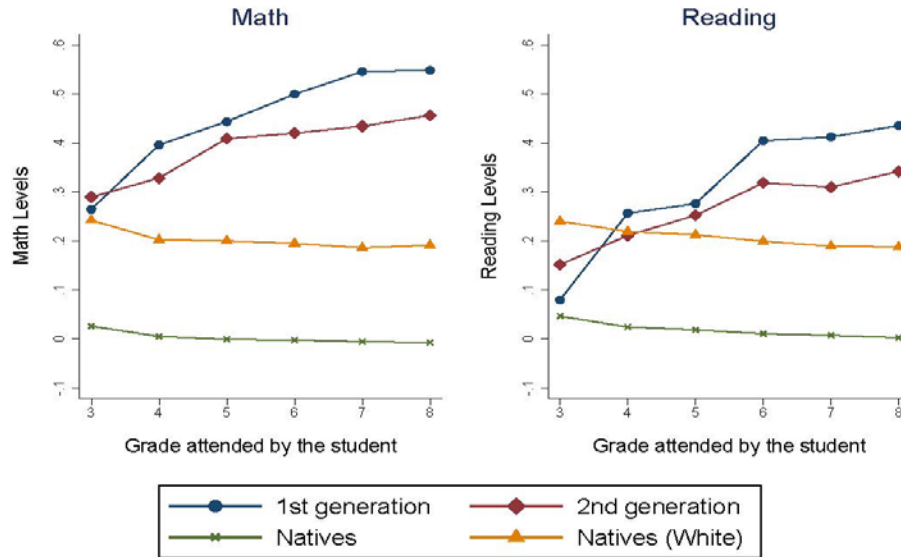 Math
Reading
Math Levels
.6
.5
.4
.3
.2
.1
0
-.1
3 4 5 6 7 8
Grade attended by the student
Reading Levels
.6
.5
.4
.3
.2
.1
0
-.1
3 4 5 6 7 8
Grade attended by the student
1st generation
2nd generation
Natives
Natives (White)